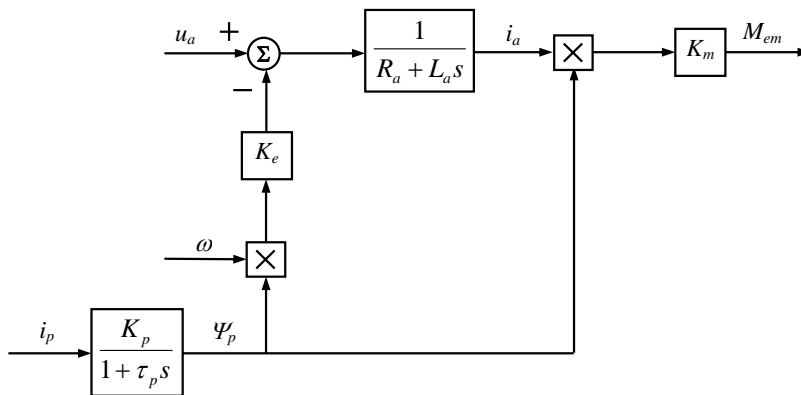 u_a + Σ −
1
R_a + L_a s
i_a × K_m M_em
K_e
ω ×
i_p
K_p
1 + τ_p s
Ψ_p